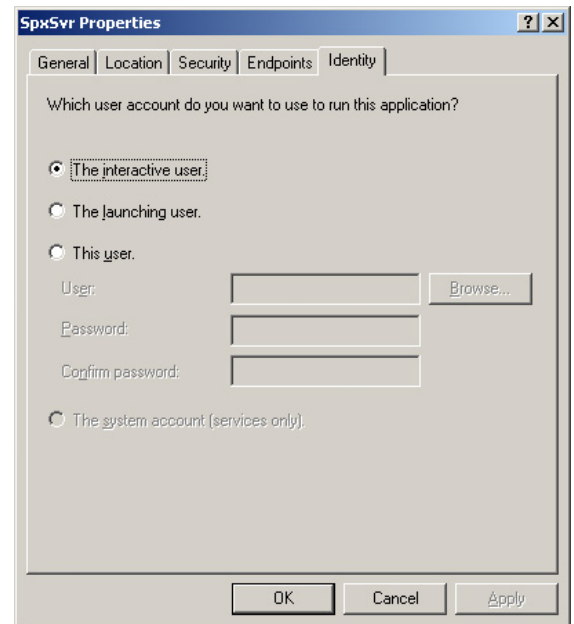 SpxSvr Properties
General Location Security Endpoints Identity
Which user account do you want to use to run this application?
The interactive user.
The launching user.
This user.
User:
Browse...
Password:
Confirm password:
The system account (services only).
OK Cancel Apply